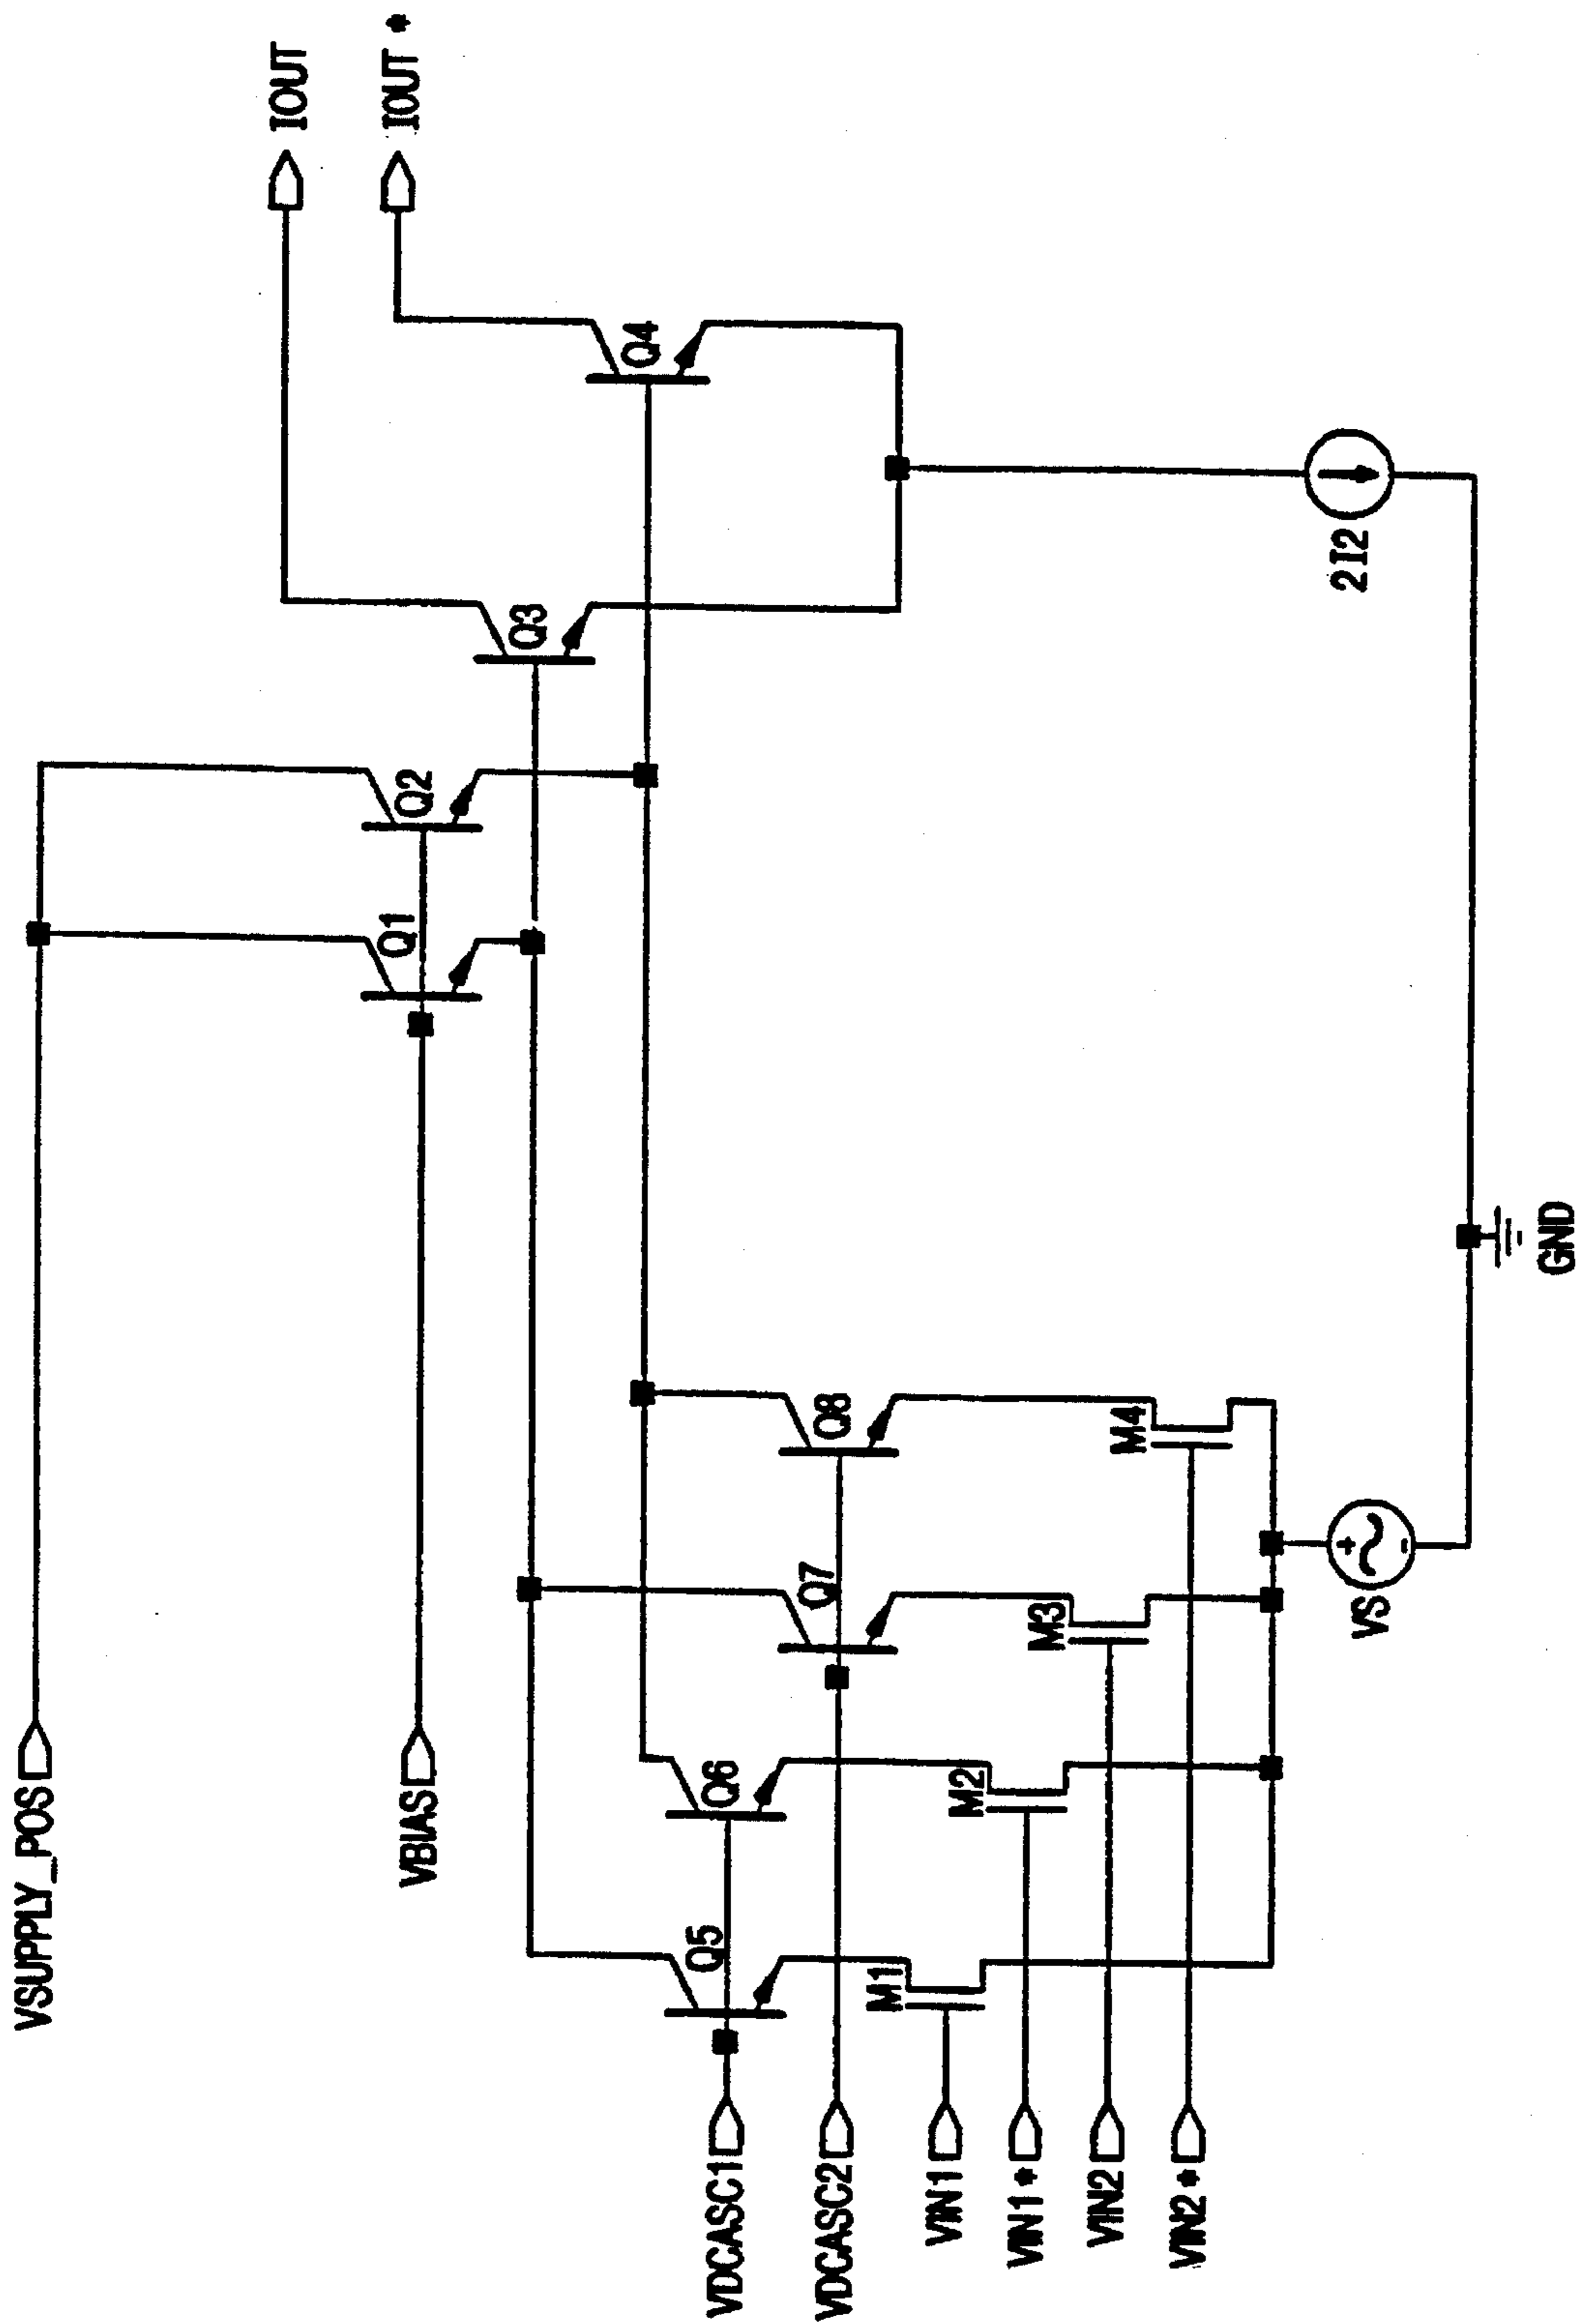 VSUPPLY_POS
IOUT
IOUT *
VBIAS
Q1
Q2
Q3
Q4
VDCASC1
Q5
Q6
VDCASC2
Q7
Q8
VIN1
M1
VIN1*
M2
VIN2
M3
VIN2*
M4
VS
+
-
2I2
GND